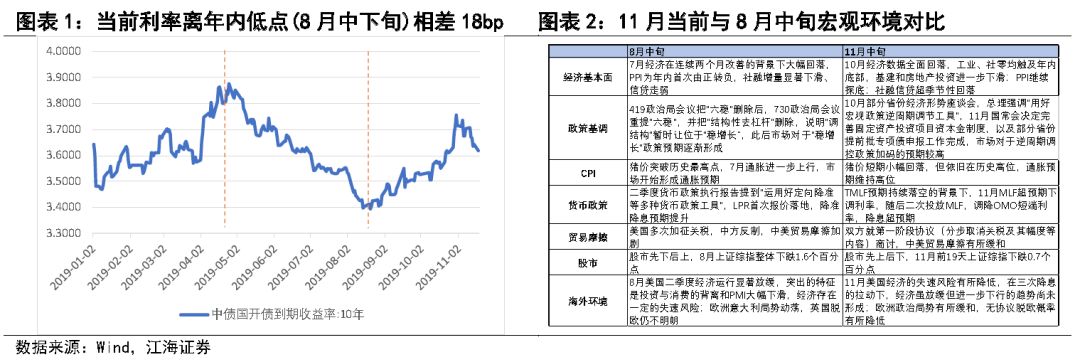 图表 1：当前利率离年内低点(8 月中下旬)相差 18bp
4.0000
3.9000
3.8000
3.7000
3.6000
3.5000
3.4000
3.3000
2019-01-02
2019-02-02
2019-03-02
2019-04-02
2019-05-02
2019-06-02
2019-07-02
2019-08-02
2019-09-02
2019-10-02
2019-11-02
中债国开债到期收益率:10年
图表 2：11 月当前与 8 月中旬宏观环境对比
8月中旬
11月中旬
经济基本面
7月经济在连续两个月改善的背景下大幅回落，
PPI为年内首次由正转负，社融增量显著下滑、
信贷走弱
10月经济数据全面回落，工业、社零均触及年内
底部，基建和房地产投资进一步下滑；PPI继续
探底；社融信贷超季节性回落
政策基调
419政治局会议把“六稳”删除后，730政治局会议
重提“六稳”，并把“结构性去杠杆”删除，说明“调
结构”暂时让位于“稳增长”，此后市场对于“稳增
长”政策预期逐渐形成
10月部分省份经济形势座谈会，总理强调“用好
宏观政策逆周期调节工具”，11月国常会决定完
善固定资产投资项目资本金制度，以及部分省份
提前批专项债申报工作完成，市场对于逆周期调
控政策加码的预期较高
CPI
猪价突破历史最高点，7月通胀进一步上行，市
场开始形成通胀预期
猪价短期小幅回落，但依旧在历史高位，通胀预
期维持高位
货币政策
二季度货币政策执行报告提到“运用好定向降准
等多种货币政策工具”，LPR首次报价落地，降准
降息预期提升
TMLF预期持续落空的背景下，11月MLF超预期下
调利率，随后二次投放MLF，调降OMO短端利
率，降息超预期
贸易摩擦
美国多次加征关税，中方反制，中美贸易摩擦加
剧
双方就第一阶段协议（分步取消关税及其幅度等
内容）商讨，中美贸易摩擦有所缓和
股市
股市先下后上，8月上证综指整体下跌1.6个百分
点
股市先上后下，11月前19天上证综指下跌0.7个
百分点
海外环境
8月美国二季度经济运行显著放缓，突出的特征
是投资与消费的背离和PMI大幅下滑，经济存在
一定的失速风险；欧洲意大利局势动荡，英国脱
欧仍不明朗
11月美国经济的失速风险有所降低，在三次降息
的拉动下，经济虽放缓但进一步下行的趋势尚未
形成；欧洲政治局势有所缓和，无协议脱欧概率
有所降低
数据来源：Wind，江海证券